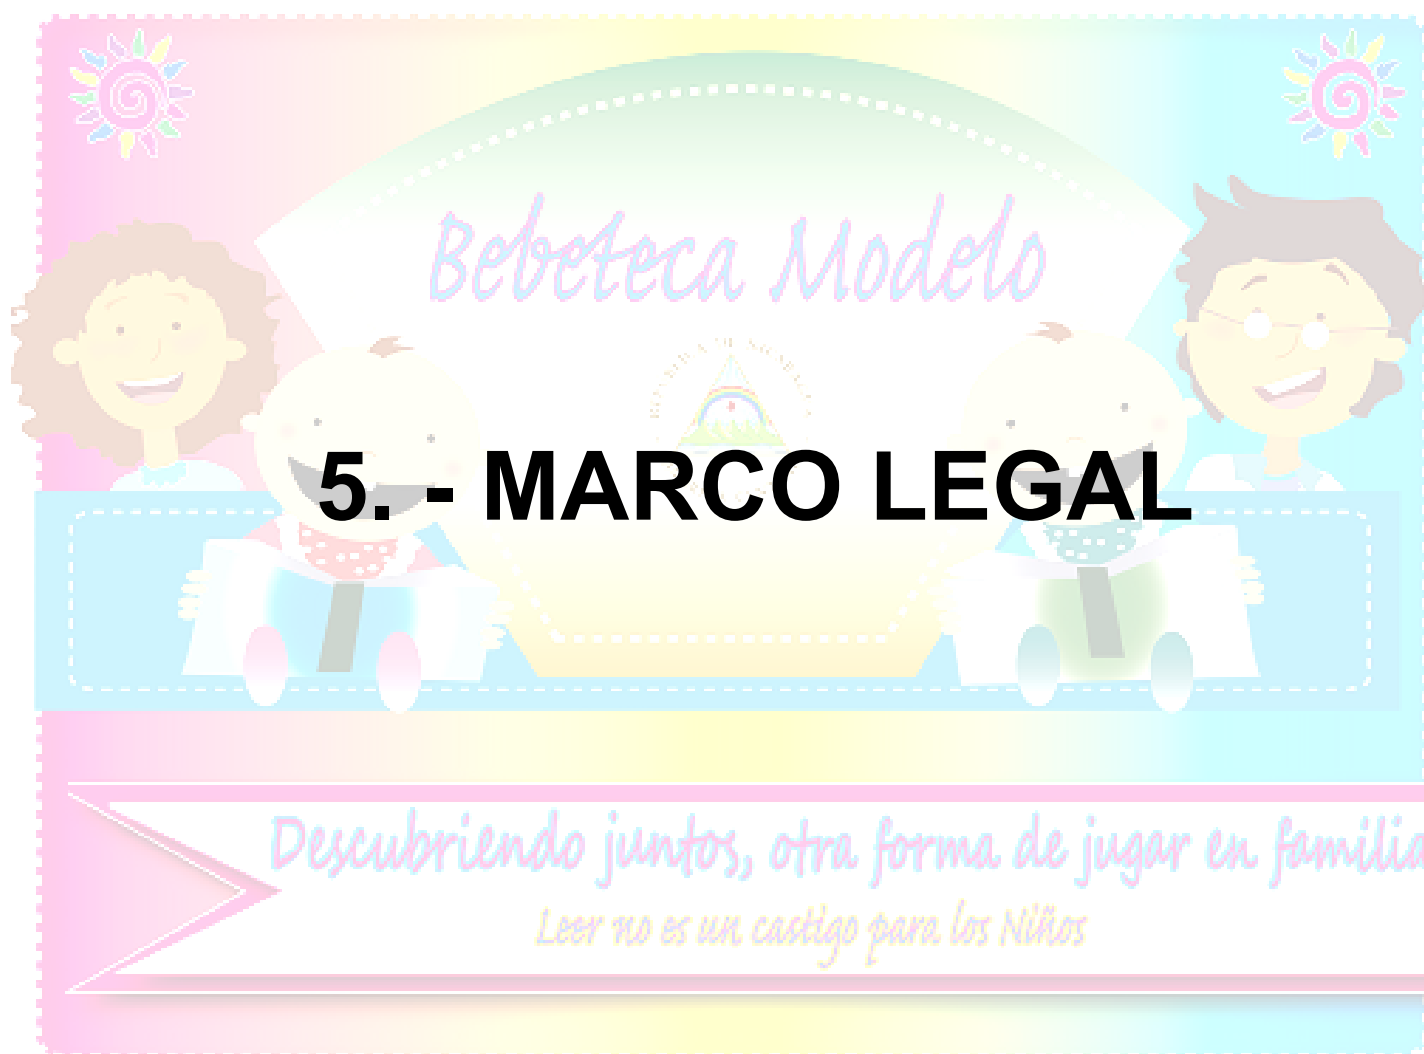 Bebeteca Modelo
5. - MARCO LEGAL
Descubriendo juntos, otra forma de jugar en familia
Leer no es un castigo para los Niños